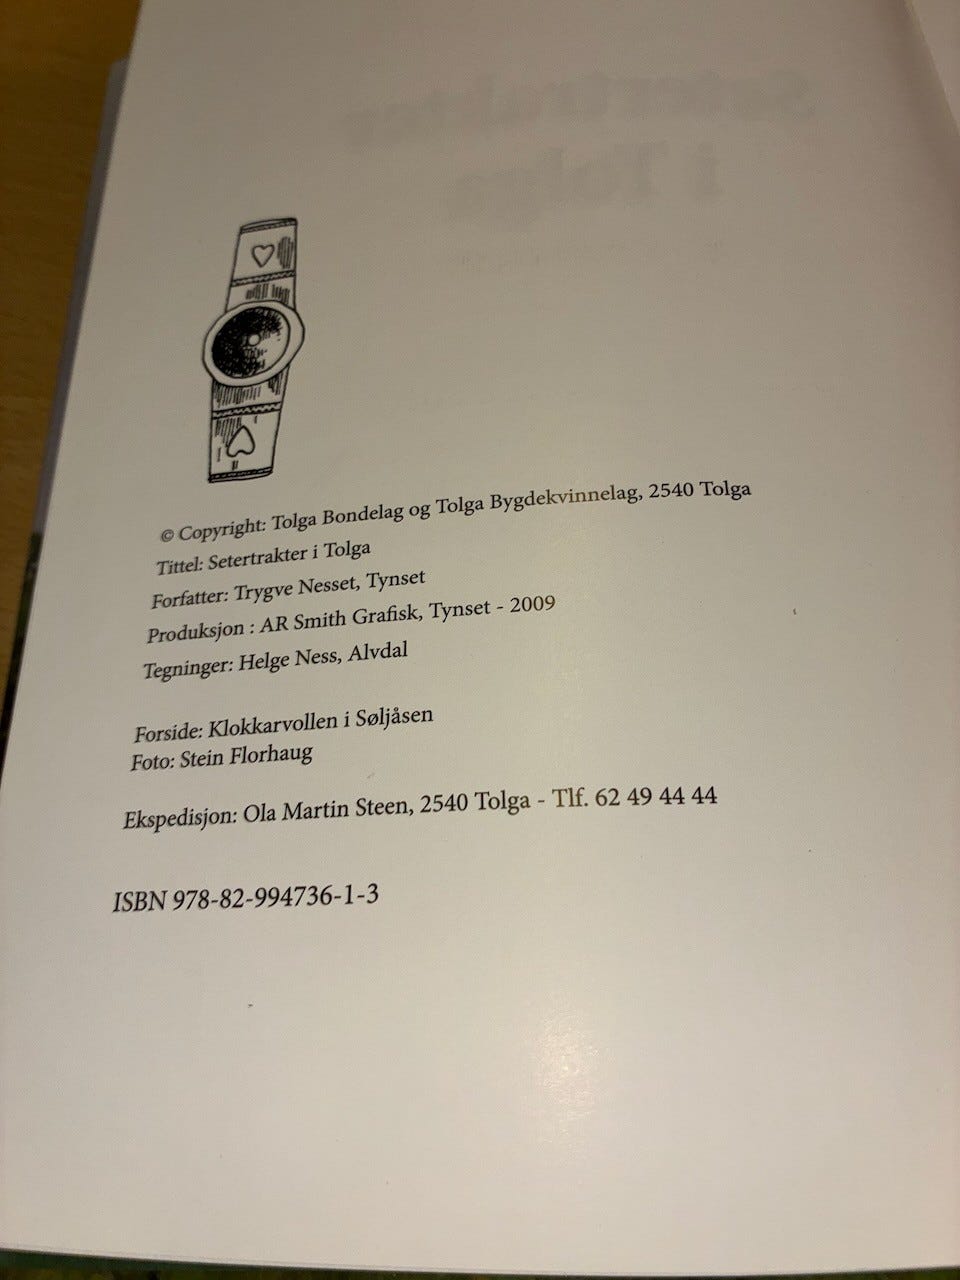 © Copyright: Tolga Bondelag og Tolga Bygdekvinnelag, 2540 Tolga
Tittel: Setertrakter i Tolga
Forfatter: Trygve Nesset, Tynset
Produksjon : AR Smith Grafisk, Tynset - 2009
Tegninger: Helge Ness, Alvdal
Forside: Klokkarvollen i Søljåsen
Foto: Stein Florhaug
Ekspedisjon: Ola Martin Steen, 2540 Tolga - Tlf. 62 49 44 44
ISBN 978-82-994736-1-3